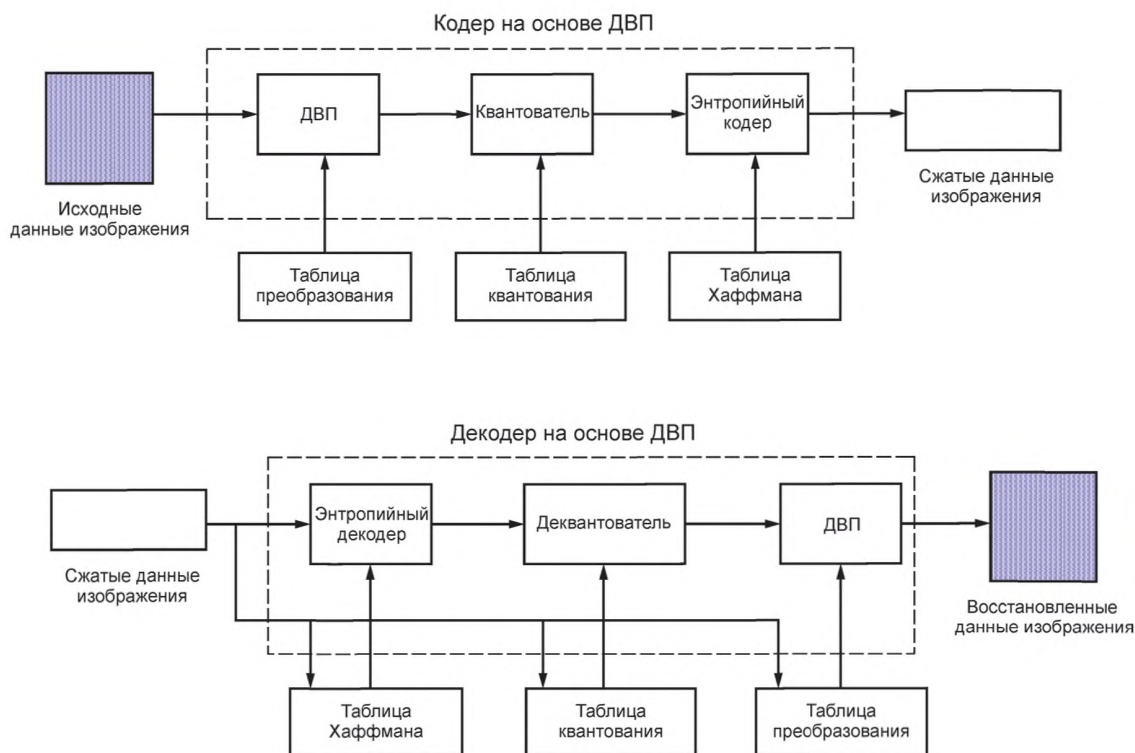 Кодер на основе ДВП
ДВП
Квантователь
Энтропийный
кодер
Исходные
данные изображения
Сжатые данные
изображения
Таблица
преобразования
Таблица
квантования
Таблица
Хаффмана
Декодер на основе ДВП
Энтропийный
декодер
Деквантователь
ДВП
Сжатые данные
изображения
Восстановленные
данные изображения
Таблица
Хаффмана
Таблица
квантования
Таблица
преобразования